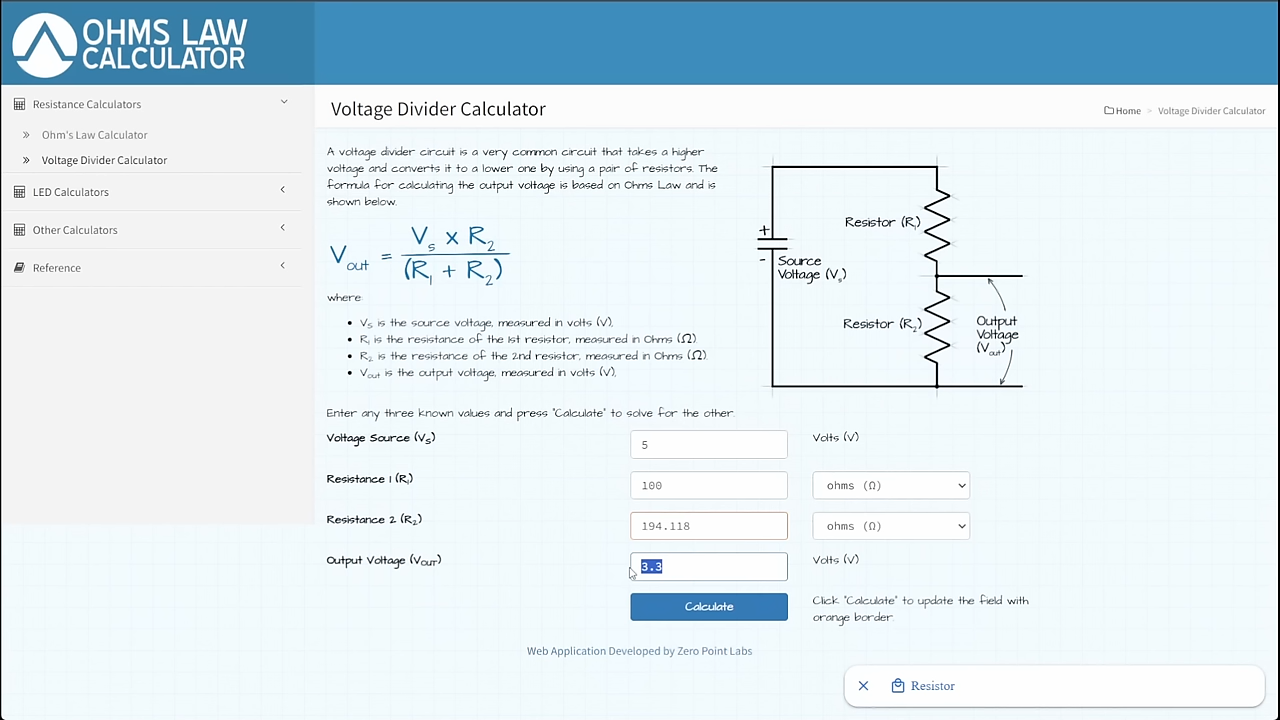 OHMS LAW
CALCULATOR
Resistance Calculators
Ohm's Law Calculator
Voltage Divider Calculator
LED Calculators
Other Calculators
Reference
Voltage Divider Calculator
Home > Voltage Divider Calculator
A voltage divider circuit is a very common circuit that takes a higher
voltage and converts it to a lower one by using a pair of resistors. The
formula for calculating the output voltage is based on Ohms Law and is
shown below.
Vout = Vs x R2
(R1 + R2)
where:
• VS is the source voltage, measured in volts (V),
• R1 is the resistance of the 1st resistor, measured in Ohms (Ω).
• R2 is the resistance of the 2nd resistor, measured in Ohms (Ω).
• Vout is the output voltage, measured in volts (V),
+
-
Source
Voltage (Vs)
Resistor (R1)
Resistor (R2)
Output
Voltage
(Vout)
Enter any three known values and press "Calculate" to solve for the other.
Voltage Source (VS) 5 Volts (V)
Resistance 1 (R1) 100 ohms (Ω)
Resistance 2 (R2) 194.118 ohms (Ω)
Output Voltage (VOUT) 3.3 Volts (V)
Calculate
Click "Calculate" to update the field with
orange border.
Web Application Developed by Zero Point Labs
Resistor